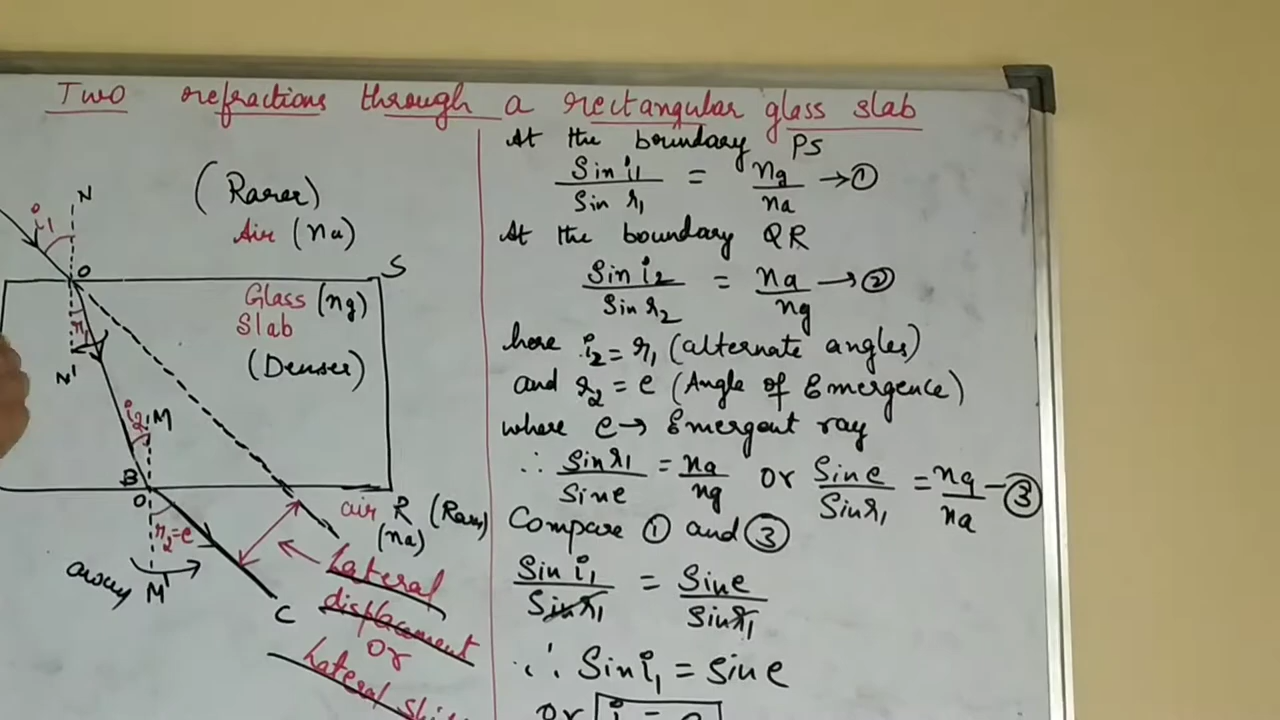 Two refractions through a rectangular glass slab
N
(Rarer)
i1
Air (na)
O
S
Glass (ng)
Slab
r1
(Denser)
N'
i2
M
B
O
air R
(na)
r2=e
away
M'
C
Lateral
displacement
or
Lateral
At the boundary PS
Sin i1 / Sin r1 = ng / na → ①
At the boundary QR
Sin i2 / Sin r2 = na / ng → ②
here i2 = r1 (alternate angles)
and r2 = e (Angle of Emergence)
where e → Emergent ray
∴ Sin r1 / Sin e = na / ng or Sin e / Sin r1 = ng / na - ③
Compare ① and ③
Sin i1 / Sin r1 = Sin e / Sin r1
∴ Sin i1 = Sin e
or i = e